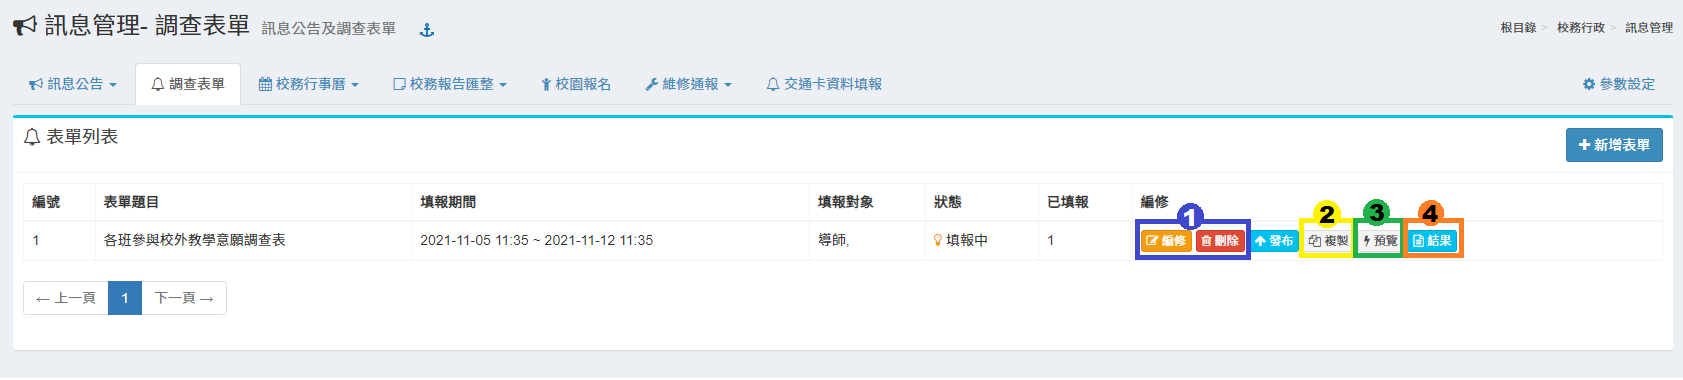 訊息管理- 調查表單 訊息公告及調查表單
根目錄 > 校務行政 > 訊息管理
訊息公告 調查表單 校務行事曆 校務報告匯整 校園報名 維修通報 交通卡資料填報 參數設定
表單列表
新增表單
編號 表單題目 填報期間 填報對象 狀態 已填報 編修
1 2 3 4
1 各班參與校外教學意願調查表 2021-11-05 11:35 ~ 2021-11-12 11:35 導師, 填報中 1 編修 刪除 發布 複製 預覽 結果
← 上一頁 1 下一頁 →